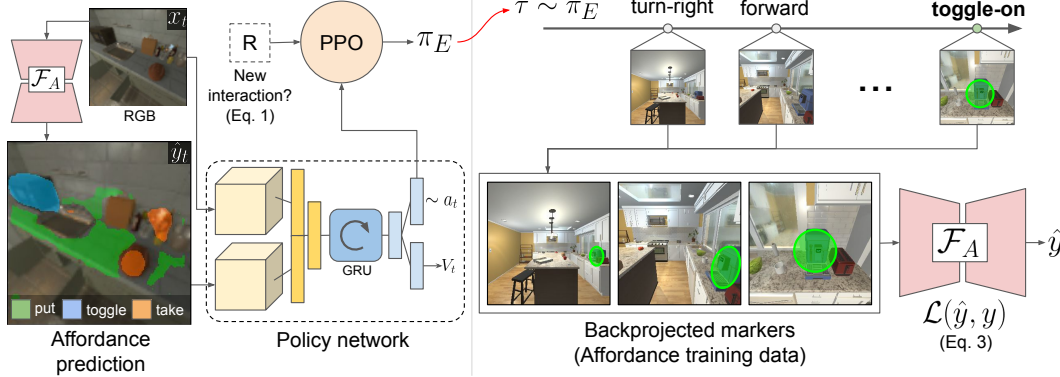 x_t
F_A
RGB
ŷ_t
put
toggle
take
Affordance
prediction
R
New
interaction?
(Eq. 1)
PPO
π_E
GRU
∼ a_t
V_t
Policy network
τ ∼ π_E
turn-right
forward
toggle-on
...
Backprojected markers
(Affordance training data)
F_A
ŷ
L(ŷ, y)
(Eq. 3)